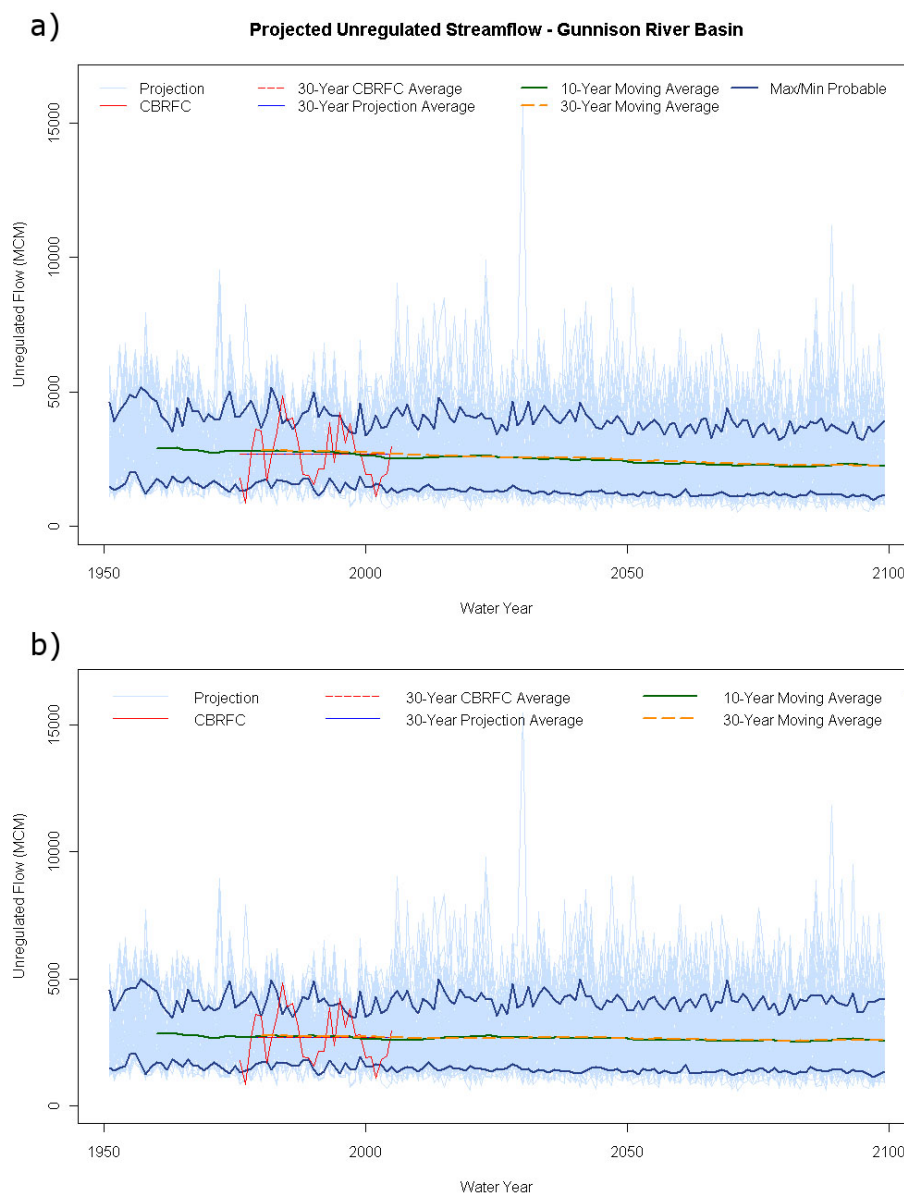 a)
Projected Unregulated Streamflow - Gunnison River Basin
Projection 30-Year CBRFC Average 10-Year Moving Average Max/Min Probable
CBRFC 30-Year Projection Average 30-Year Moving Average
Unregulated Flow (MCM)
15000
10000
5000
0
1950 2000 2050 2100
Water Year
b)
Projection 30-Year CBRFC Average 10-Year Moving Average
CBRFC 30-Year Projection Average 30-Year Moving Average
Unregulated Flow (MCM)
15000
10000
5000
0
1950 2000 2050 2100
Water Year